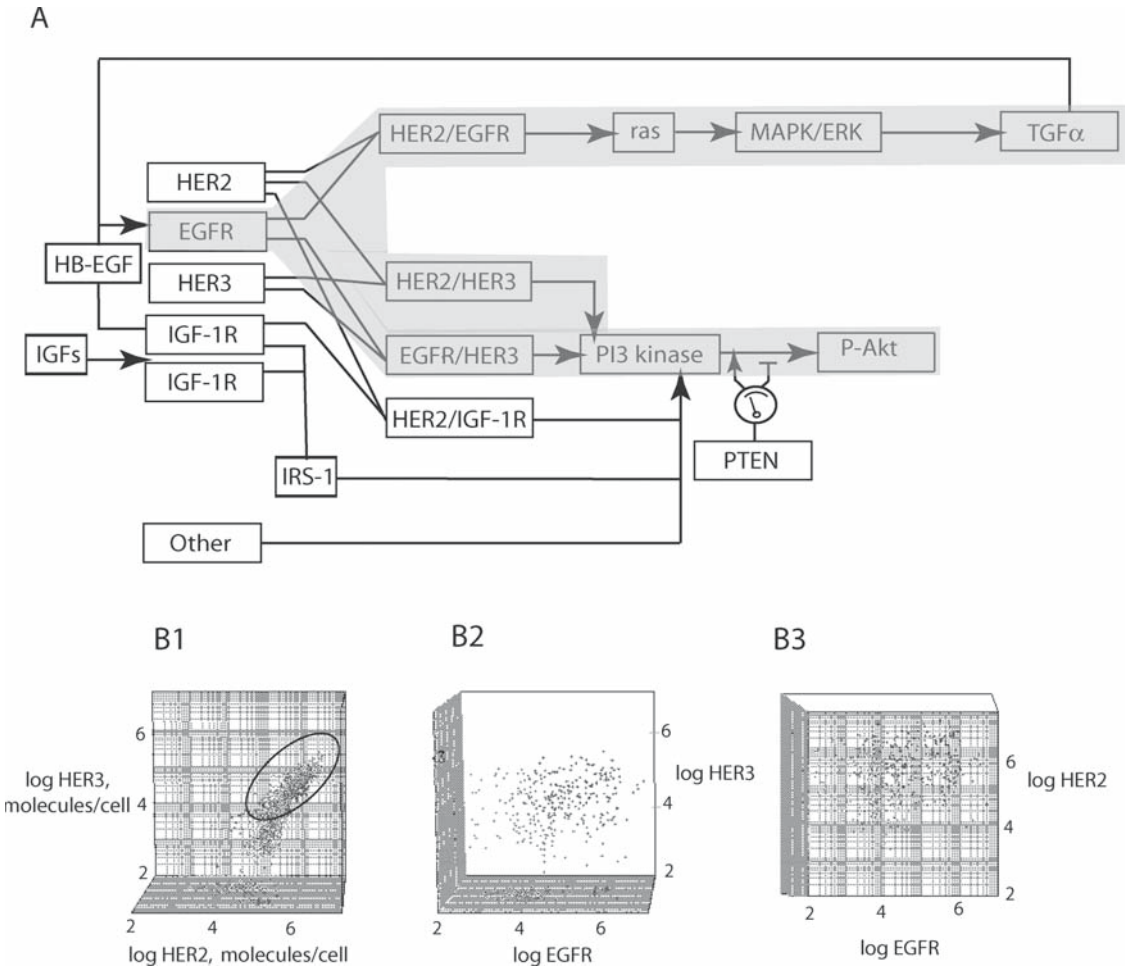 A
HER2/EGFR
ras
MAPK/ERK
TGFα
HER2
EGFR
HB-EGF
HER3
HER2/HER3
IGF-1R
IGFs
IGF-1R
EGFR/HER3
PI3 kinase
P-Akt
HER2/IGF-1R
PTEN
IRS-1
Other
B1
B2
B3
6
4
2
log HER3,
molecules/cell
2
4
6
log HER2, molecules/cell
6
4
2
log HER3
2
4
6
log EGFR
6
4
2
log HER2
2
4
6
log EGFR